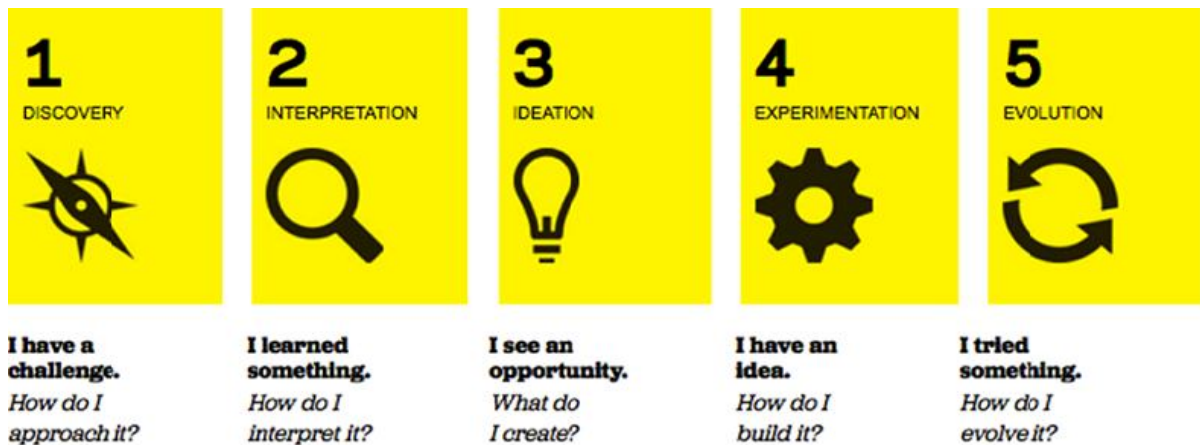 1
DISCOVERY
2
INTERPRETATION
3
IDEATION
4
EXPERIMENTATION
5
EVOLUTION
I have a
challenge.
How do I
approach it?
I learned
something.
How do I
interpret it?
I see an
opportunity.
What do
I create?
I have an
idea.
How do I
build it?
I tried
something.
How do I
evolve it?